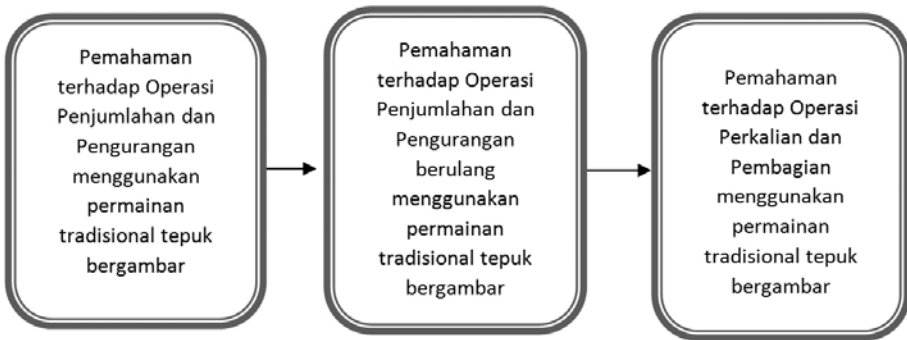 Pemahaman
terhadap Operasi
Penjumlahan dan
Pengurangan
menggunakan
permainan
tradisional tepuk
bergambar
Pemahaman
terhadap Operasi
Penjumlahan dan
Pengurangan
berulang
menggunakan
permainan
tradisional tepuk
bergambar
Pemahaman
terhadap Operasi
Perkalian dan
Pembagian
menggunakan
permainan
tradisional tepuk
bergambar